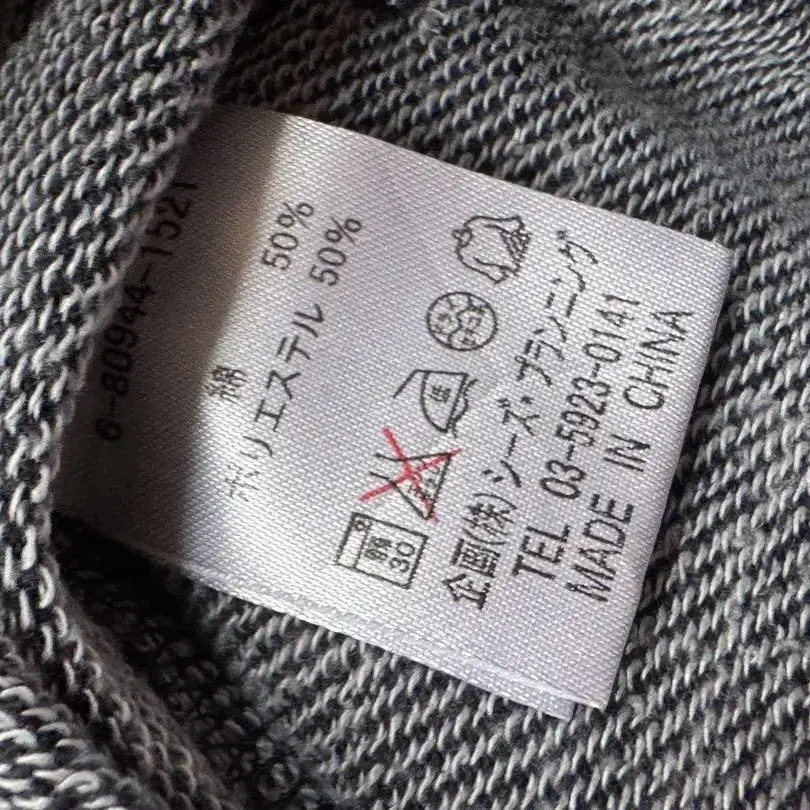 6-80944-1521
綿 50%
ポリエステル 50%
30
低
企画(株)シーズ・プランニング
TEL 03-5923-0141
MADE IN CHINA